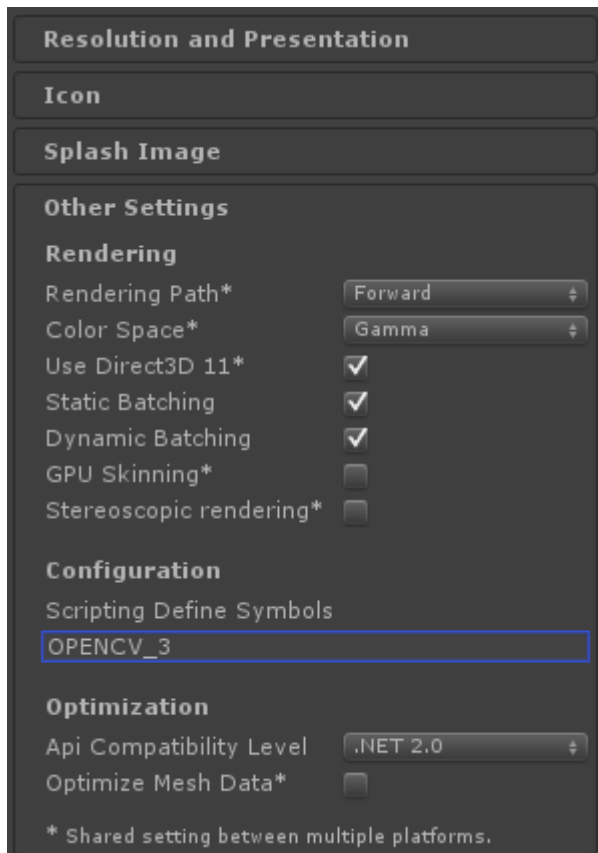 Resolution and Presentation
Icon
Splash Image
Other Settings
Rendering
Rendering Path* Forward
Color Space* Gamma
Use Direct3D 11*
Static Batching
Dynamic Batching
GPU Skinning*
Stereoscopic rendering*
Configuration
Scripting Define Symbols
OPENCV_3
Optimization
Api Compatibility Level .NET 2.0
Optimize Mesh Data*
* Shared setting between multiple platforms.